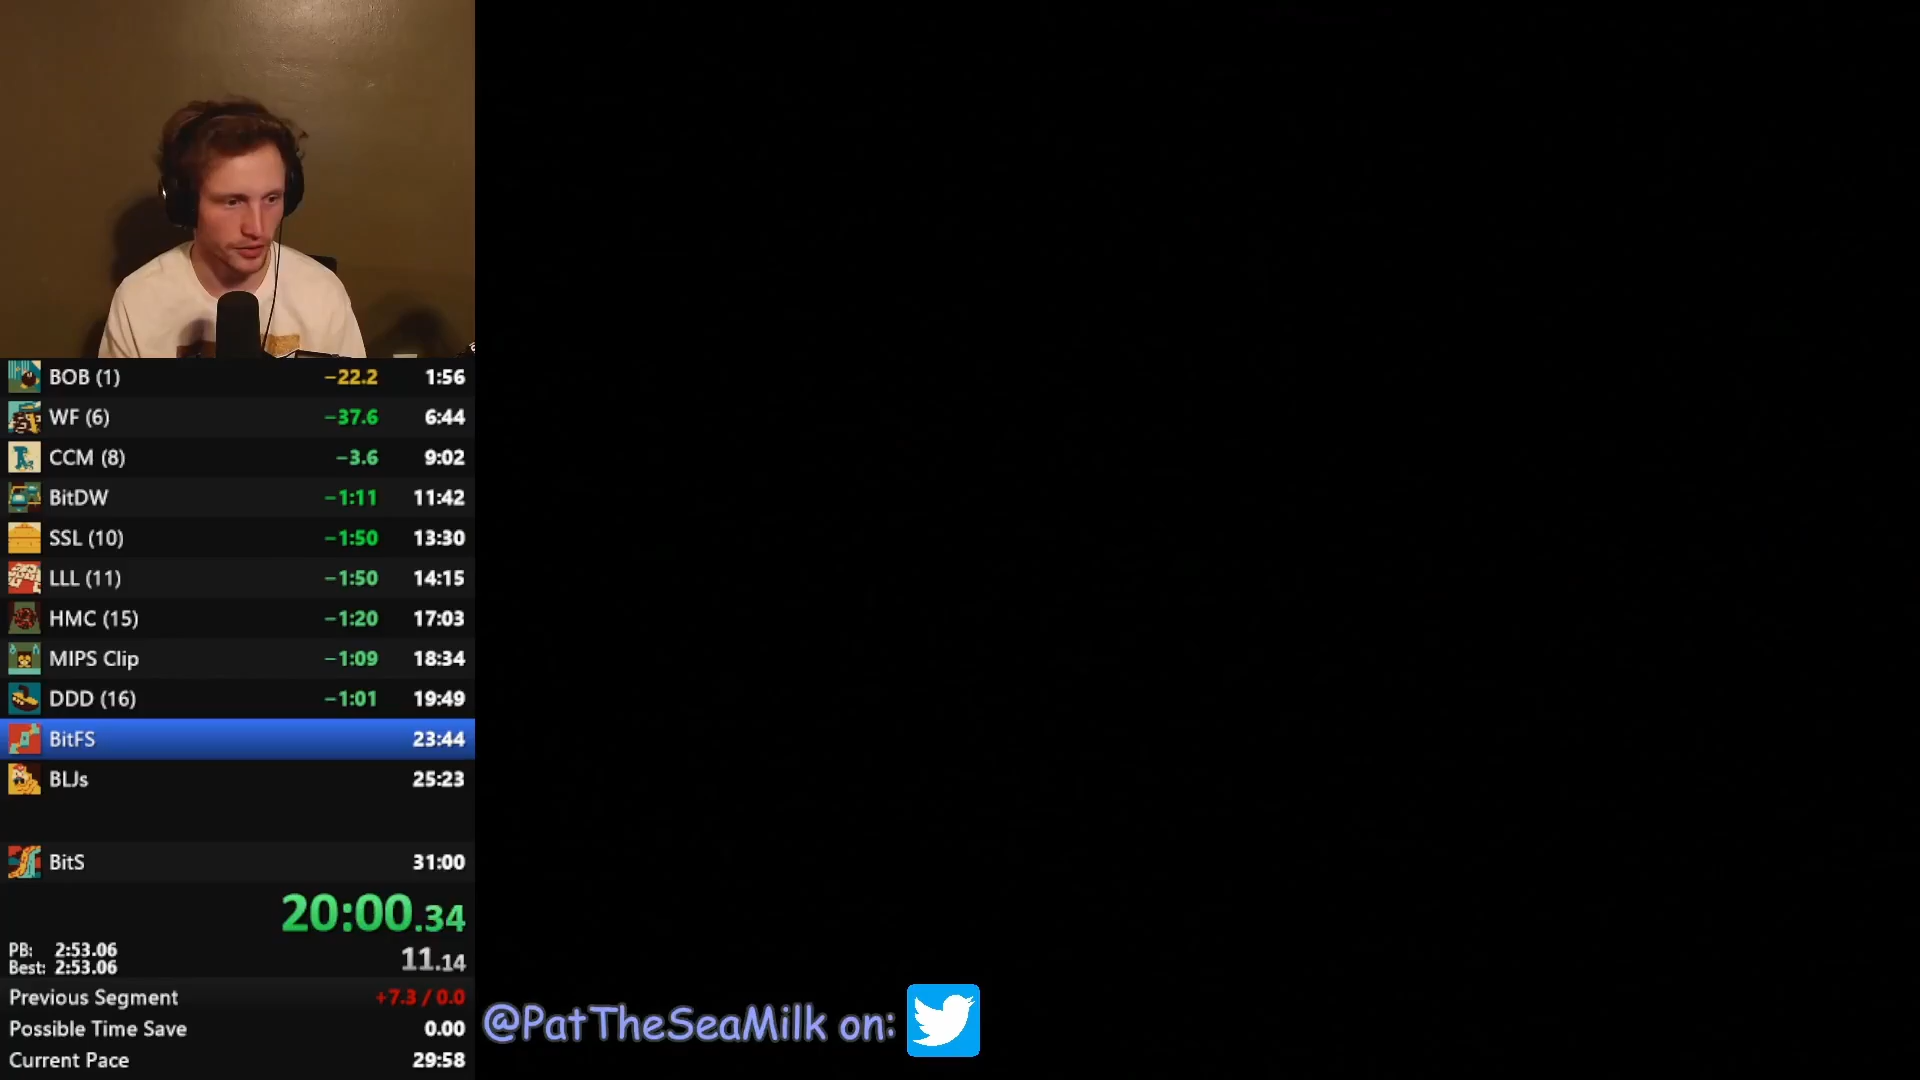 BOB (1) −22.2 1:56
WF (6) −37.6 6:44
CCM (8) −3.6 9:02
BitDW −1:11 11:42
SSL (10) −1:50 13:30
LLL (11) −1:50 14:15
HMC (15) −1:20 17:03
MIPS Clip −1:09 18:34
DDD (16) −1:01 19:49
BitFS 23:44
BLJs 25:23
BitS 31:00
20:00.34
PB: 2:53.06 11.14
Best: 2:53.06
Previous Segment +7.3 / 0.0
Possible Time Save 0.00
Current Pace 29:58
@PatTheSeaMilk on: